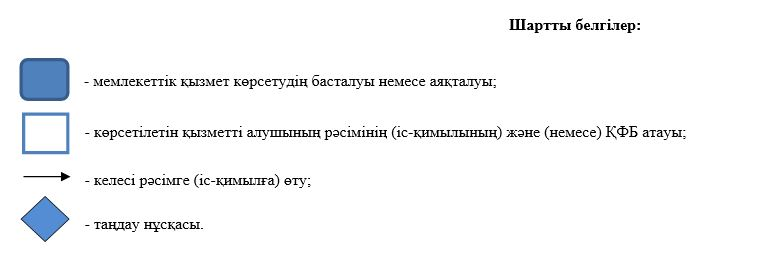 Шартты белгілер:
- мемлекеттік қызмет көрсетудің басталуы немесе аяқталуы;
- көрсетілетін қызметті алушының рәсімінің (іс-қимылының) және (немесе) ҚФБ атауы;
- келесі рәсімге (іс-қимылға) өту;
- таңдау нұсқасы.